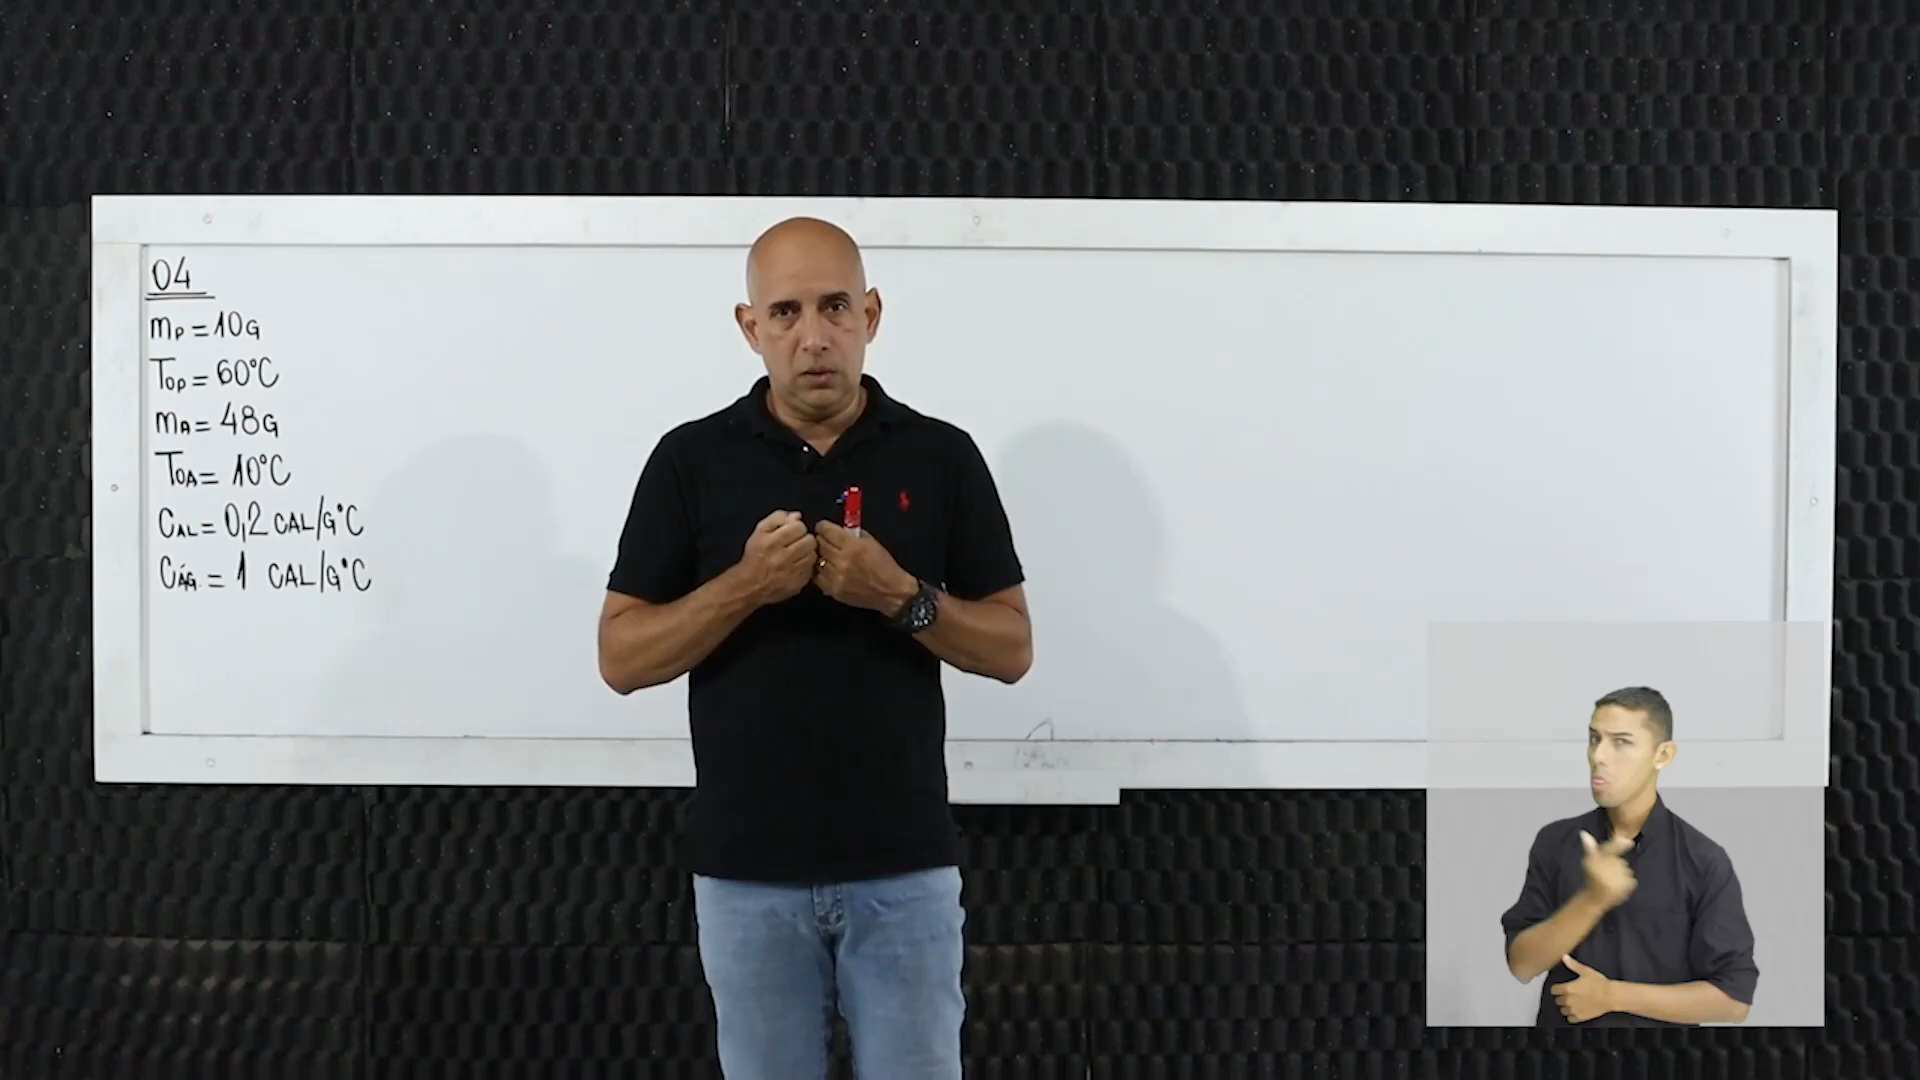 04
mP = 10G
TOP = 60°C
mA = 48G
TOA = 10°C
CAL = 0,2 CAL/G°C
CÁG. = 1 CAL/G°C